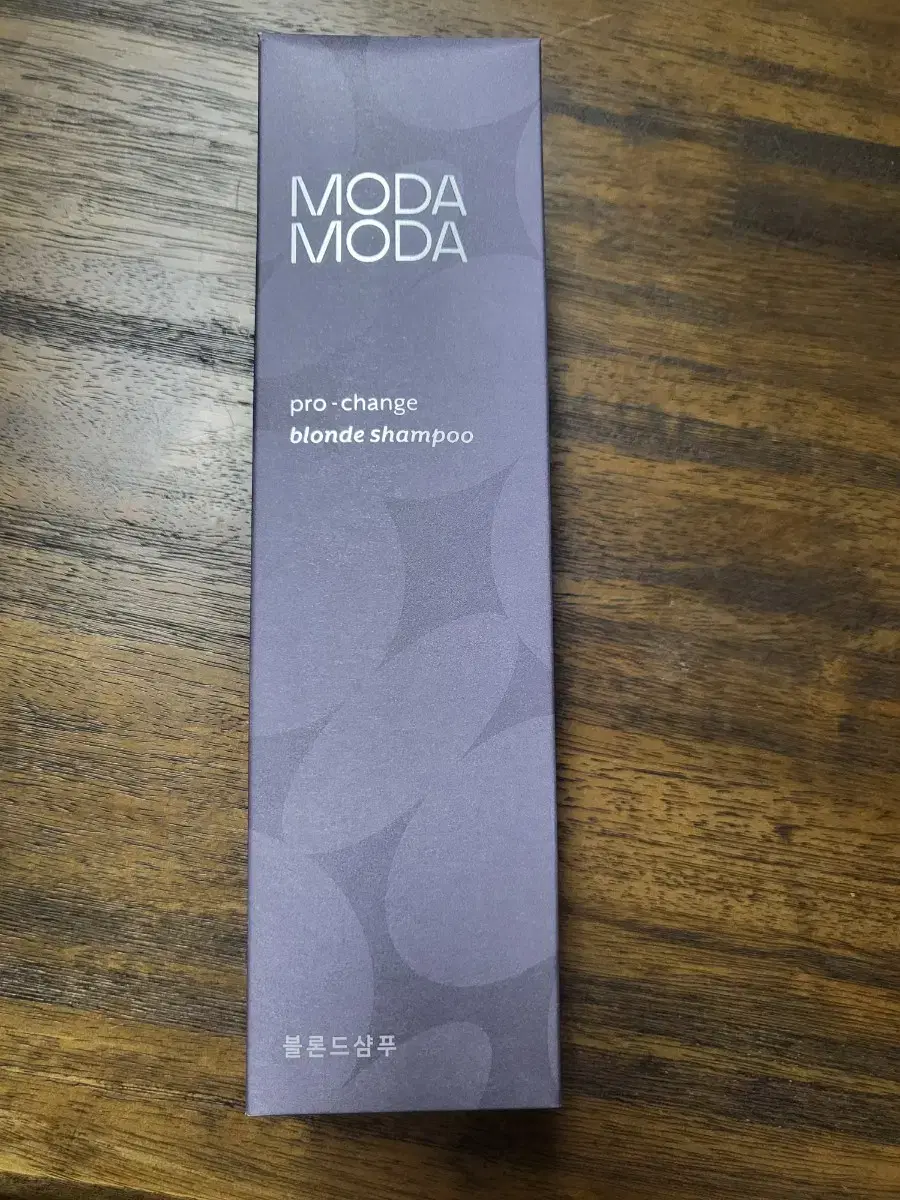 MODA
MODA
pro-change
blonde shampoo
블론드샴푸